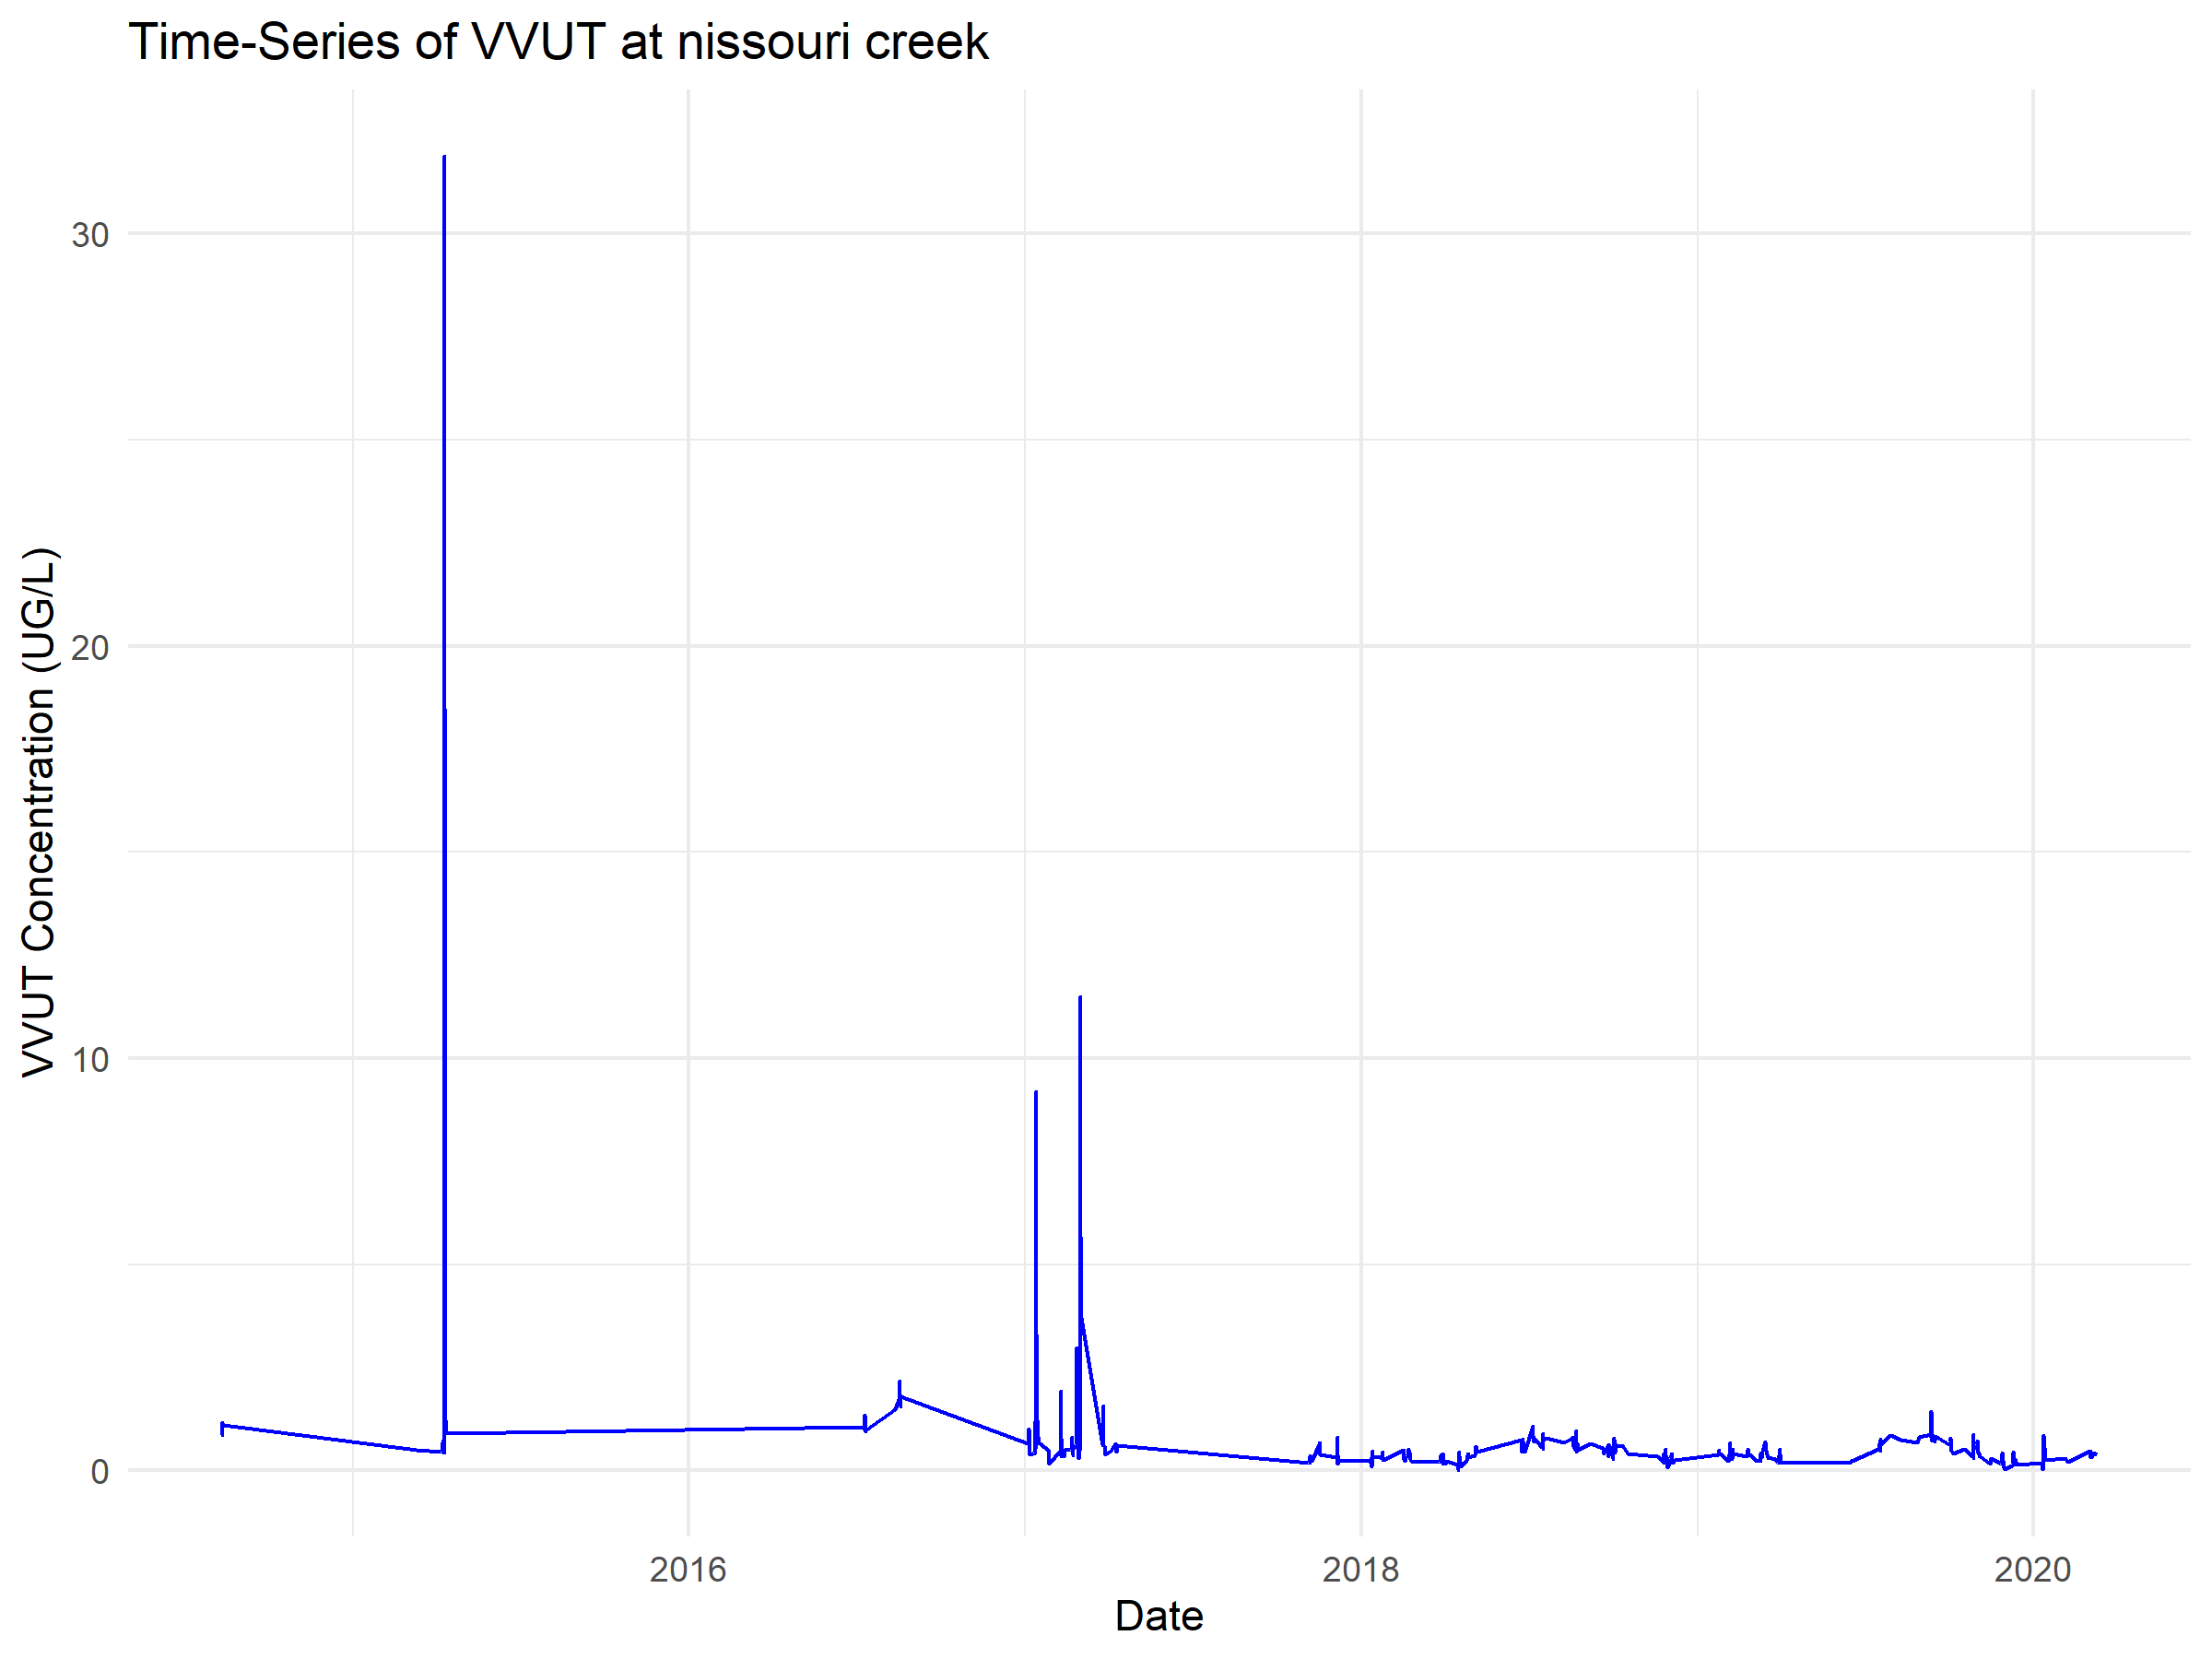 Time-Series of VVUT at nissouri creek
VVUT Concentration (UG/L)
30
20
10
0
2016
2018
2020
Date